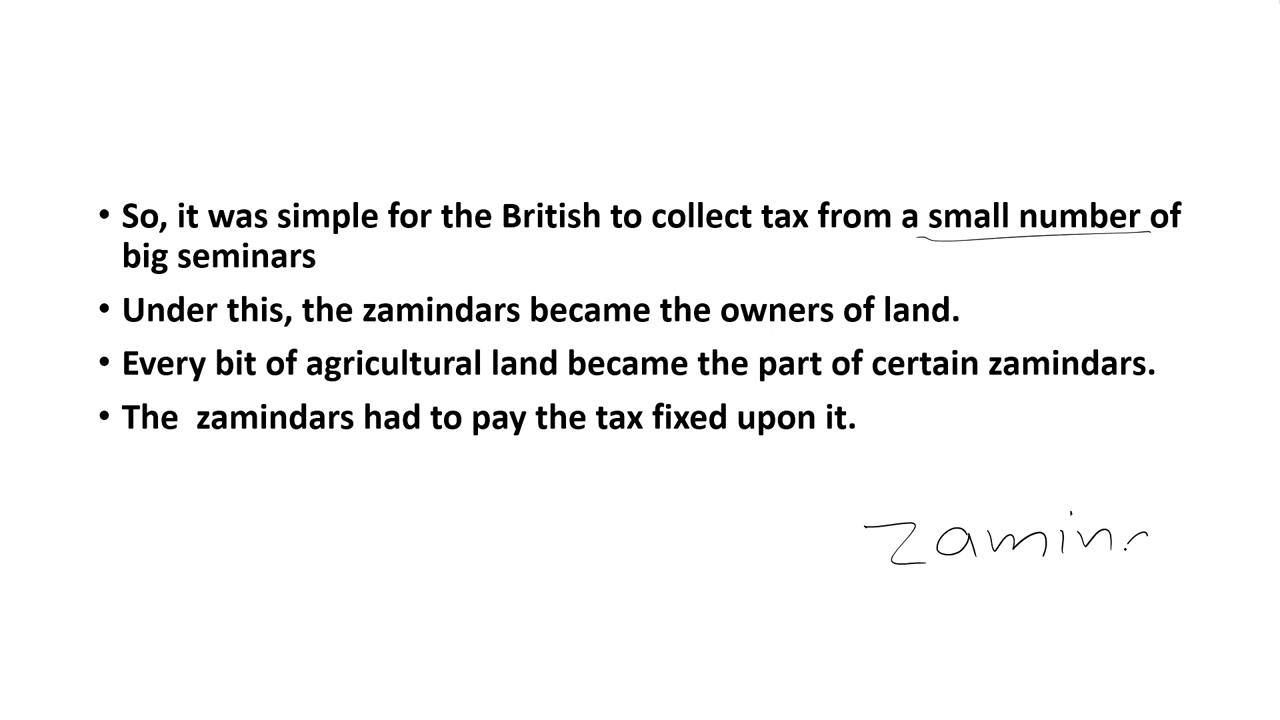 • So, it was simple for the British to collect tax from a small number of
big seminars
• Under this, the zamindars became the owners of land.
• Every bit of agricultural land became the part of certain zamindars.
• The  zamindars had to pay the tax fixed upon it.
zamin